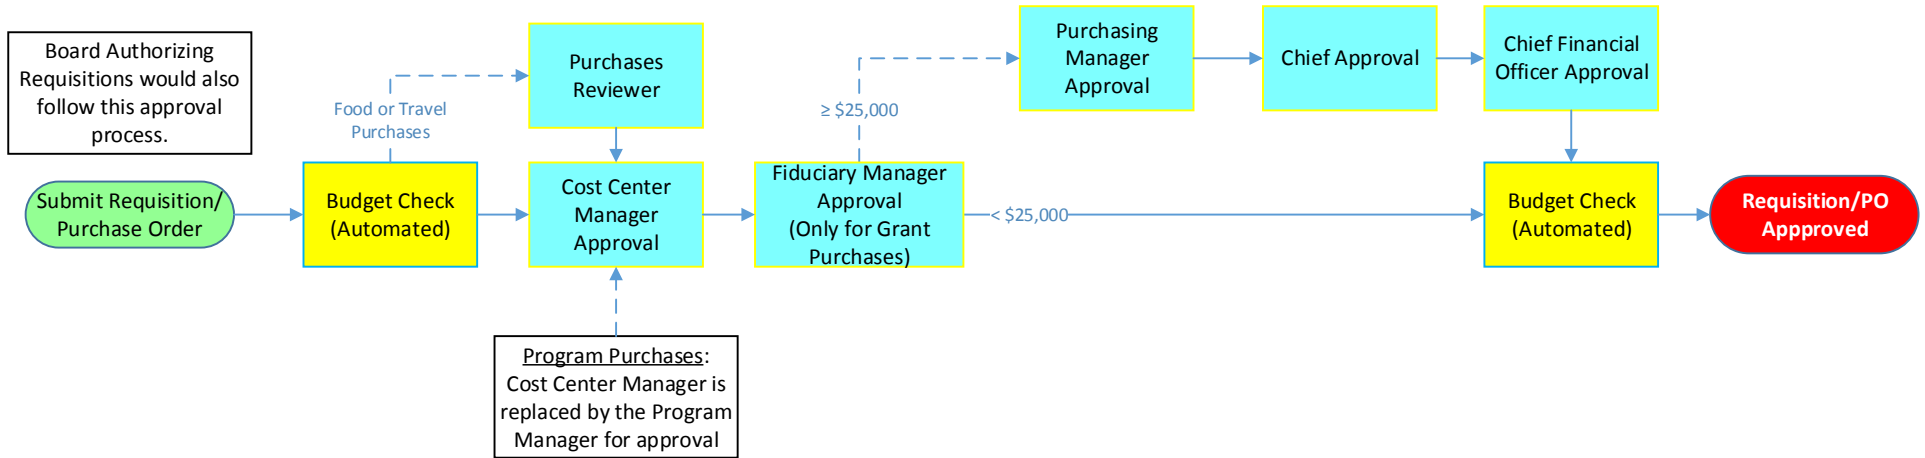 Board Authorizing
Requisitions would also
follow this approval
process.
Submit Requisition/
Purchase Order
Budget Check
(Automated)
Food or Travel
Purchases
Purchases
Reviewer
Cost Center
Manager
Approval
Program Purchases:
Cost Center Manager is
replaced by the Program
Manager for approval
Fiduciary Manager
Approval
(Only for Grant
Purchases)
≥ $25,000
< $25,000
Purchasing
Manager
Approval
Chief Approval
Chief Financial
Officer Approval
Budget Check
(Automated)
Requisition/PO
Appproved